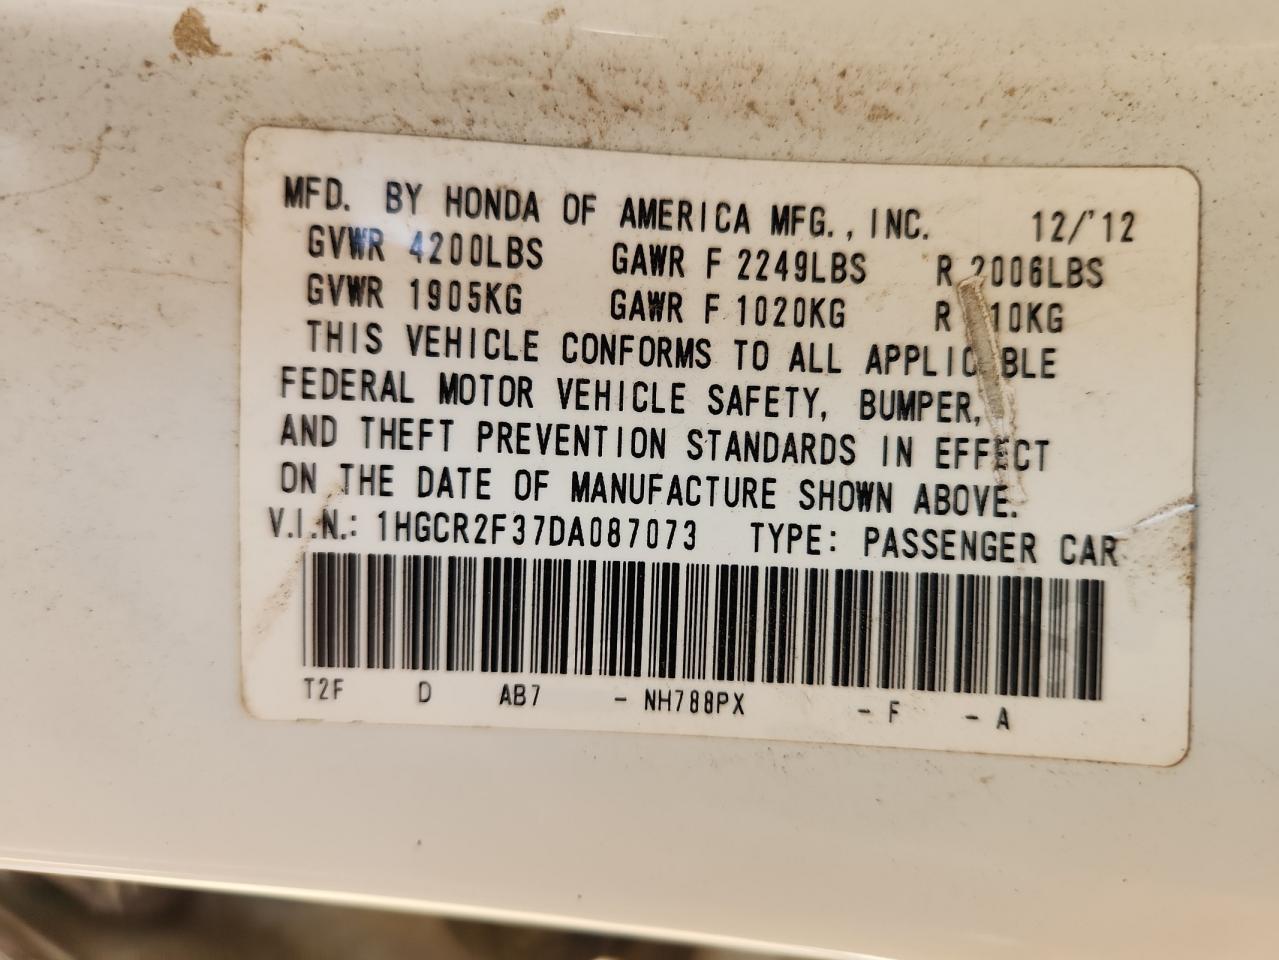 MFD. BY HONDA OF AMERICA MFG., INC. 12/'12
GVWR 4200LBS GAWR F 2249LBS R 2006LBS
GVWR 1905KG GAWR F 1020KG R 10KG
THIS VEHICLE CONFORMS TO ALL APPLICABLE
FEDERAL MOTOR VEHICLE SAFETY, BUMPER,
AND THEFT PREVENTION STANDARDS IN EFFECT
ON THE DATE OF MANUFACTURE SHOWN ABOVE.
V.I.N.: 1HGCR2F37DA087073 TYPE: PASSENGER CAR
T2F D AB7 - NH788PX - F - A